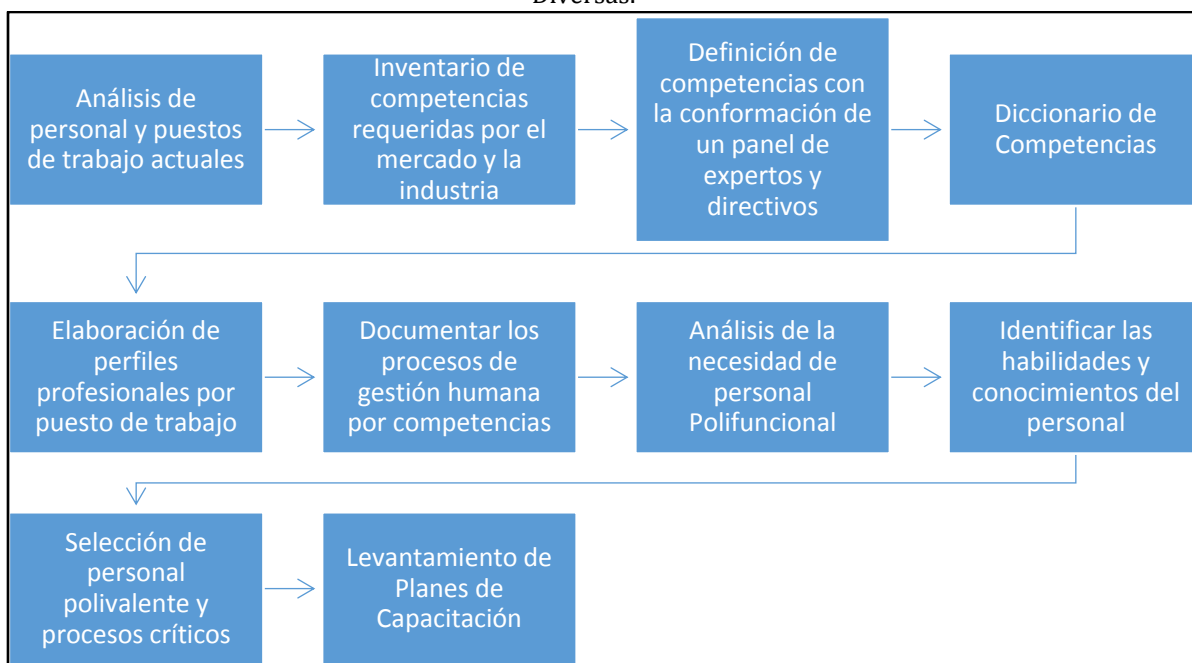 Diversas.
Análisis de
personal y puestos
de trabajo actuales
Inventario de
competencias
requeridas por el
mercado y la
industria
Definición de
competencias con
la conformación de
un panel de
expertos y
directivos
Diccionario de
Competencias
Elaboración de
perfiles
profesionales por
puesto de trabajo
Documentar los
procesos de
gestión humana
por competencias
Análisis de la
necesidad de
personal
Polifuncional
Identificar las
habilidades y
conocimientos del
personal
Selección de
personal
polivalente y
procesos críticos
Levantamiento de
Planes de
Capacitación